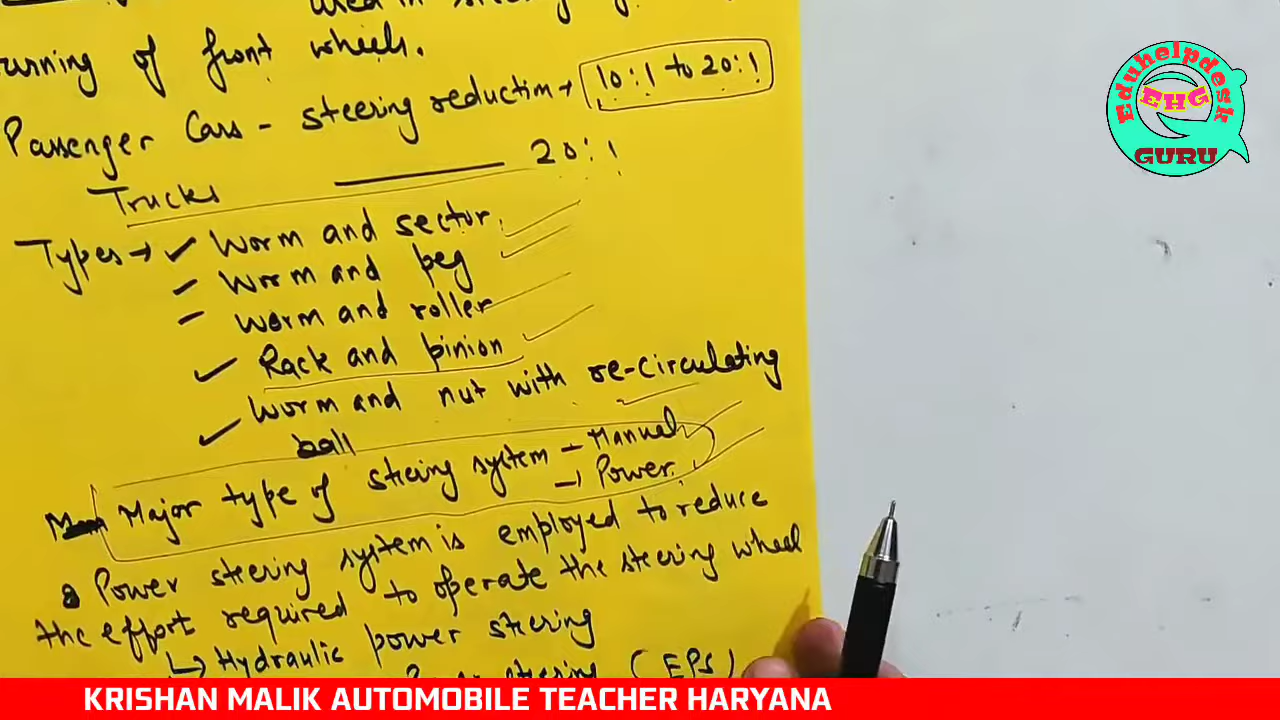 used in
turning of front wheels.
Passenger Cars - steering reduction → 10:1 to 20:1
Trucks 20:1
Types → Worm and sector
Worm and peg
Worm and roller
Rack and pinion
Worm and nut with re-circulating
ball
Major type of steering system - Manual
→ Power
Power steering system is employed to reduce
the effort required to operate the steering wheel
↳ Hydraulic power steering
steering (EPS)
Eduhelpdesk
EHG
GURU
KRISHAN MALIK AUTOMOBILE TEACHER HARYANA